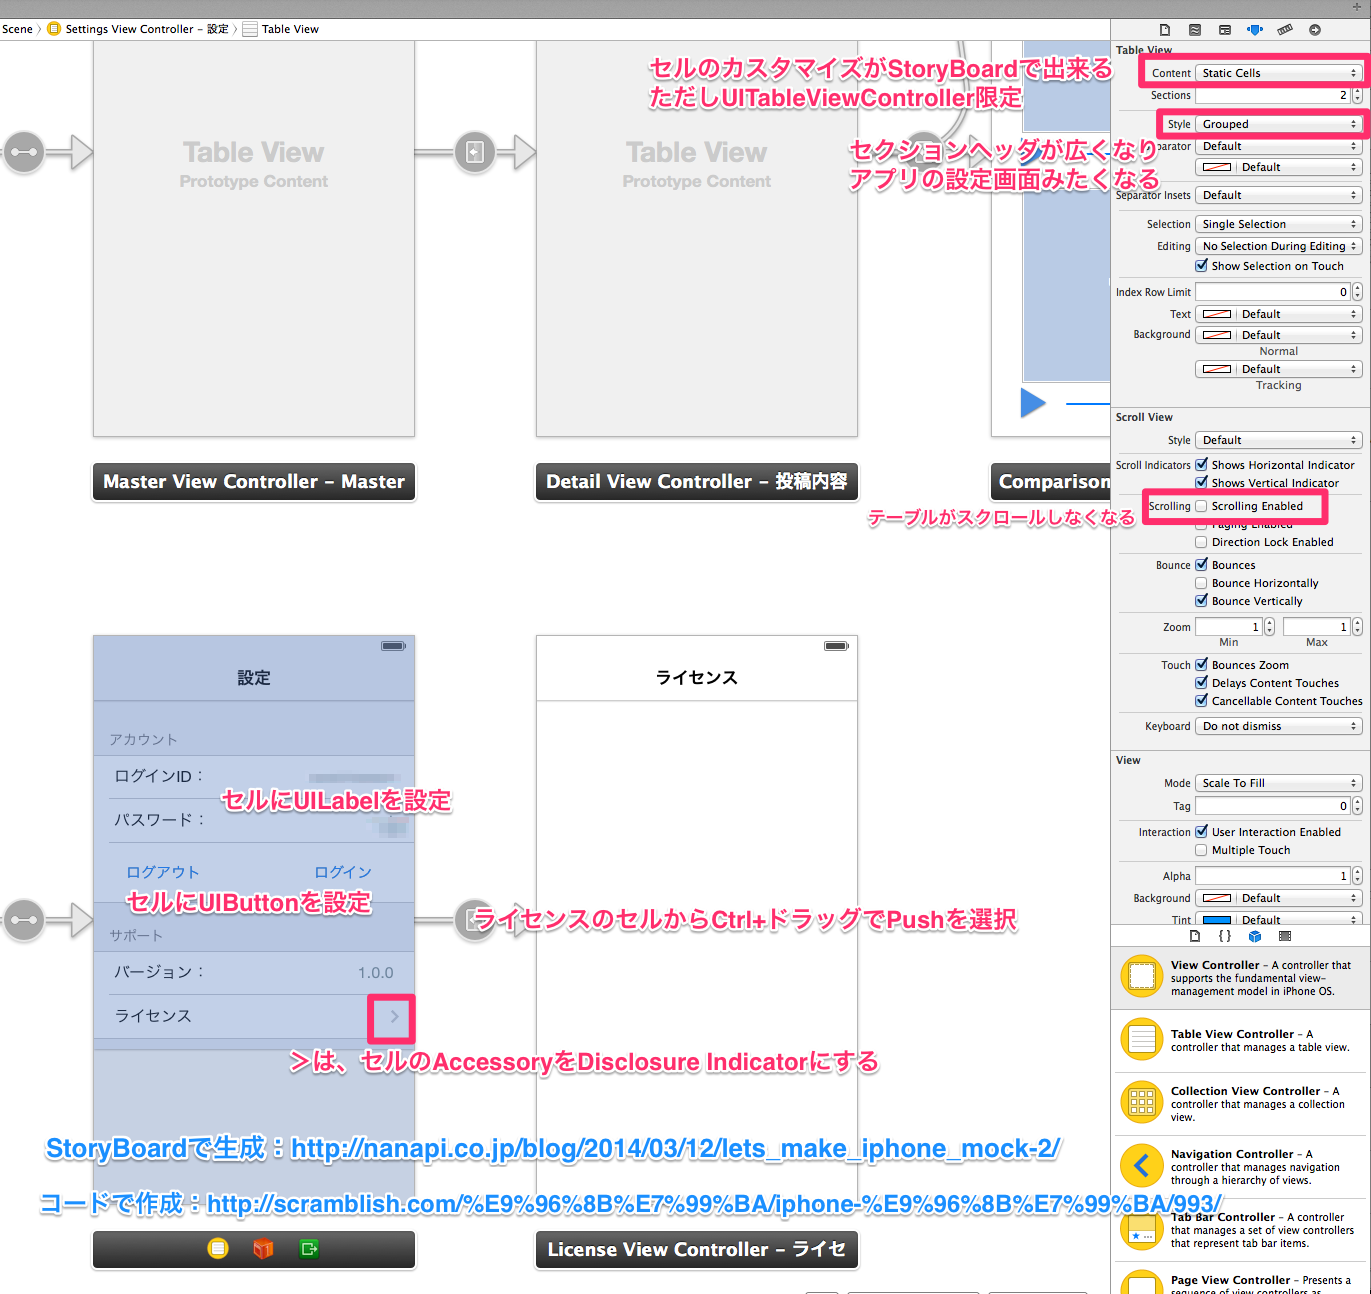 Scene 〉 Settings View Controller – 設定 〉 Table View
セルのカスタマイズがStoryBoardで出来る
ただしUITableViewController限定
セクションヘッダが広くなり
アプリの設定画面みたくなる
Table View
Prototype Content
Table View
Prototype Content
Master View Controller – Master
Detail View Controller – 投稿内容
Comparison
テーブルがスクロールしなくなる
設定
アカウント
ログインID：
セルにUILabelを設定
パスワード：
ログアウト
ログイン
セルにUIButtonを設定
サポート
バージョン：
1.0.0
ライセンス
>
ライセンス
ライセンスのセルからCtrl+ドラッグでPushを選択
＞は、セルのAccessoryをDisclosure Indicatorにする
StoryBoardで生成：http://nanapi.co.jp/blog/2014/03/12/lets_make_iphone_mock-2/
コードで作成：http://scramblish.com/%E9%96%8B%E7%99%BA/iphone-%E9%96%8B%E7%99%BA/993/
License View Controller – ライセ
Table View
Content Static Cells
Sections 2
Style Grouped
parator Default
Default
Separator Insets Default
Selection Single Selection
Editing No Selection During Editing
Show Selection on Touch
Index Row Limit 0
Text Default
Background Default
Normal
Default
Tracking
Scroll View
Style Default
Scroll Indicators Shows Horizontal Indicator
Shows Vertical Indicator
Scrolling Scrolling Enabled
Paging Enabled
Direction Lock Enabled
Bounce Bounces
Bounce Horizontally
Bounce Vertically
Zoom 1 1
Min Max
Touch Bounces Zoom
Delays Content Touches
Cancellable Content Touches
Keyboard Do not dismiss
View
Mode Scale To Fill
Tag 0
Interaction User Interaction Enabled
Multiple Touch
Alpha 1
Background Default
Tint Default
View Controller – A controller that
supports the fundamental view-
management model in iPhone OS.
Table View Controller – A
controller that manages a table view.
Collection View Controller – A
controller that manages a collection
view.
Navigation Controller – A
controller that manages navigation
through a hierarchy of views.
Tab Bar Controller – A controller
that manages a set of view controllers
that represent tab bar items.
Page View Controller – Presents a
sequence of view controllers as